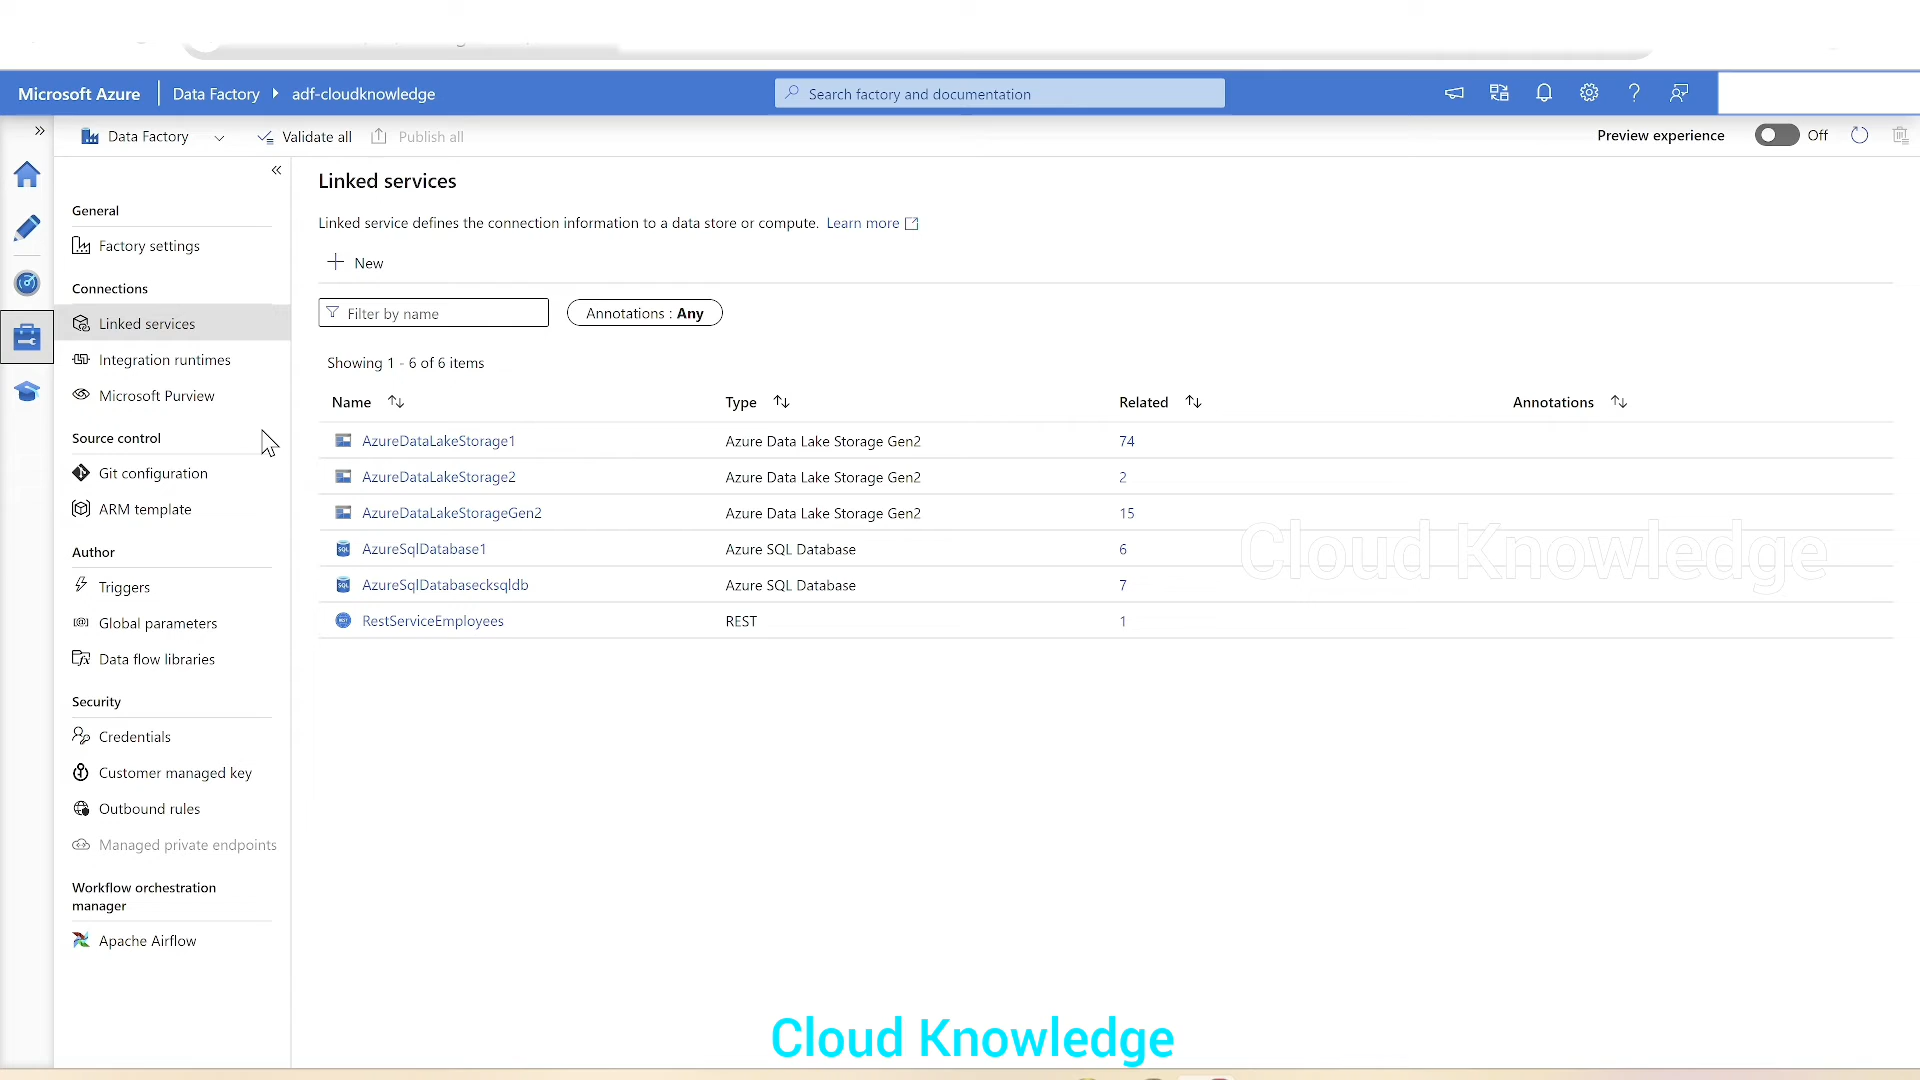 Microsoft Azure Data Factory adf-cloudknowledge Search factory and documentation
Data Factory Validate all Publish all Preview experience Off
General
Factory settings
Connections
Linked services
Integration runtimes
Microsoft Purview
Source control
Git configuration
ARM template
Author
Triggers
Global parameters
Data flow libraries
Security
Credentials
Customer managed key
Outbound rules
Managed private endpoints
Workflow orchestration
manager
Apache Airflow
Linked services
Linked service defines the connection information to a data store or compute. Learn more
New
Filter by name Annotations : Any
Showing 1 - 6 of 6 items
Name Type Related Annotations
AzureDataLakeStorage1 Azure Data Lake Storage Gen2 74
AzureDataLakeStorage2 Azure Data Lake Storage Gen2 2
AzureDataLakeStorageGen2 Azure Data Lake Storage Gen2 15
AzureSqlDatabase1 Azure SQL Database 6
AzureSqlDatabasecksqldb Azure SQL Database 7
RestServiceEmployees REST 1
Cloud Knowledge
Cloud Knowledge